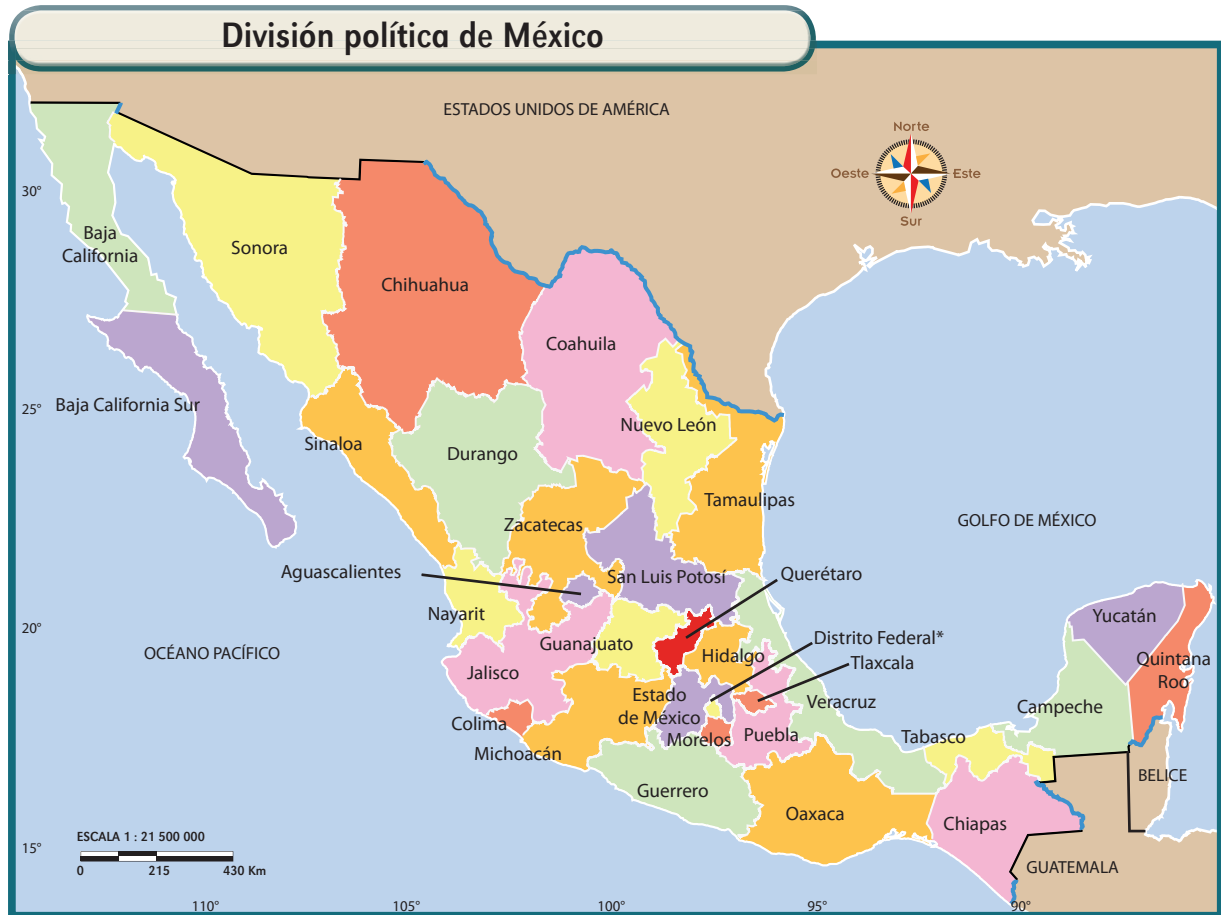 División política de México
ESTADOS UNIDOS DE AMÉRICA
Norte
Oeste
Este
Sur
30°
Baja
California
Sonora
Chihuahua
Coahuila
25°
Baja California Sur
Sinaloa
Durango
Nuevo León
Tamaulipas
Zacatecas
GOLFO DE MÉXICO
Aguascalientes
San Luis Potosí
Querétaro
20°
Nayarit
Guanajuato
Distrito Federal*
Yucatán
OCÉANO PACÍFICO
Jalisco
Hidalgo
Tlaxcala
Quintana
Roo
Estado
de México
Veracruz
Campeche
Colima
Michoacán
Morelos
Puebla
Tabasco
BELICE
Guerrero
Oaxaca
Chiapas
ESCALA 1 : 21 500 000
0
215
430 Km
15°
GUATEMALA
110°
105°
100°
95°
90°